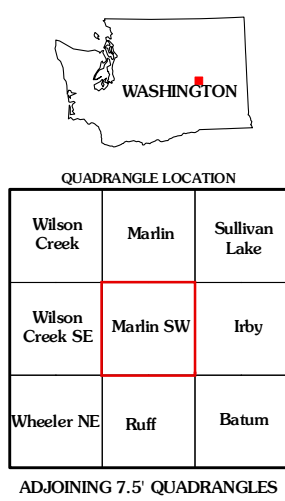 WASHINGTON
QUADRANGLE LOCATION
Wilson
Creek
Marlin
Sullivan
Lake
Wilson
Creek SE
Marlin SW
Irby
Wheeler NE
Ruff
Batum
ADJOINING 7.5' QUADRANGLES